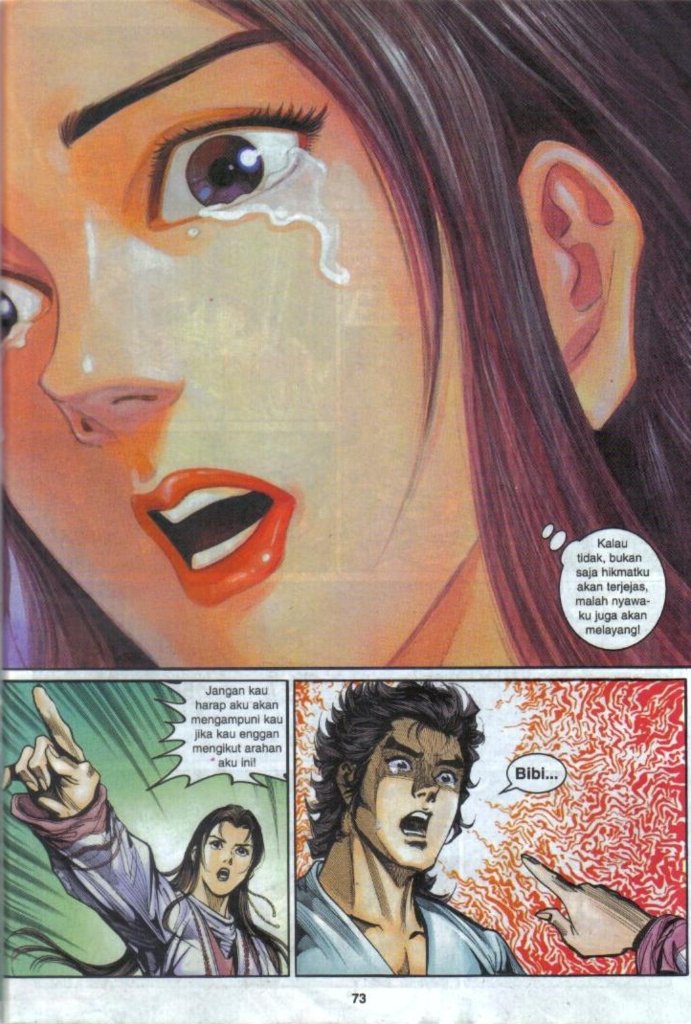 Kalau
tidak, bukan
saja hikmatku
akan terjejas,
malah nyawa-
ku juga akan
melayang!
Jangan kau
harap aku akan
mengampuni kau
jika kau enggan
mengikut arahan
aku ini!
Bibi...
73